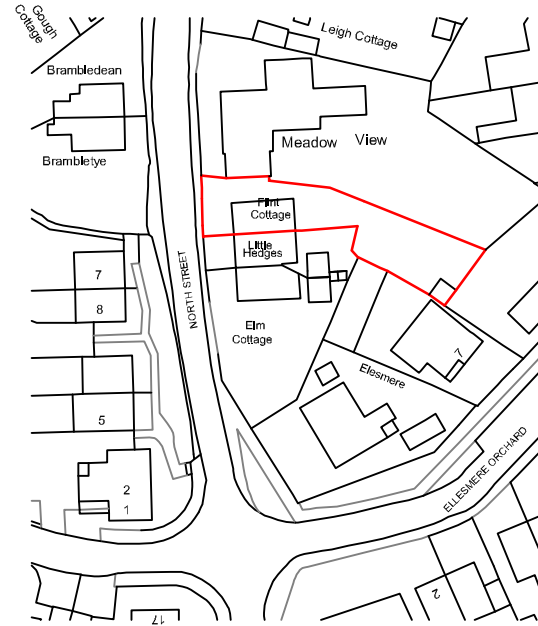 Gough
Cottage
Leigh Cottage
Brambledean
Meadow View
Brambletye
Flint
Cottage
Little
Hedges
NORTH STREET
7
8
Elm
Cottage
7
Elesmere
5
ELLESMERE ORCHARD
2
1
2
17